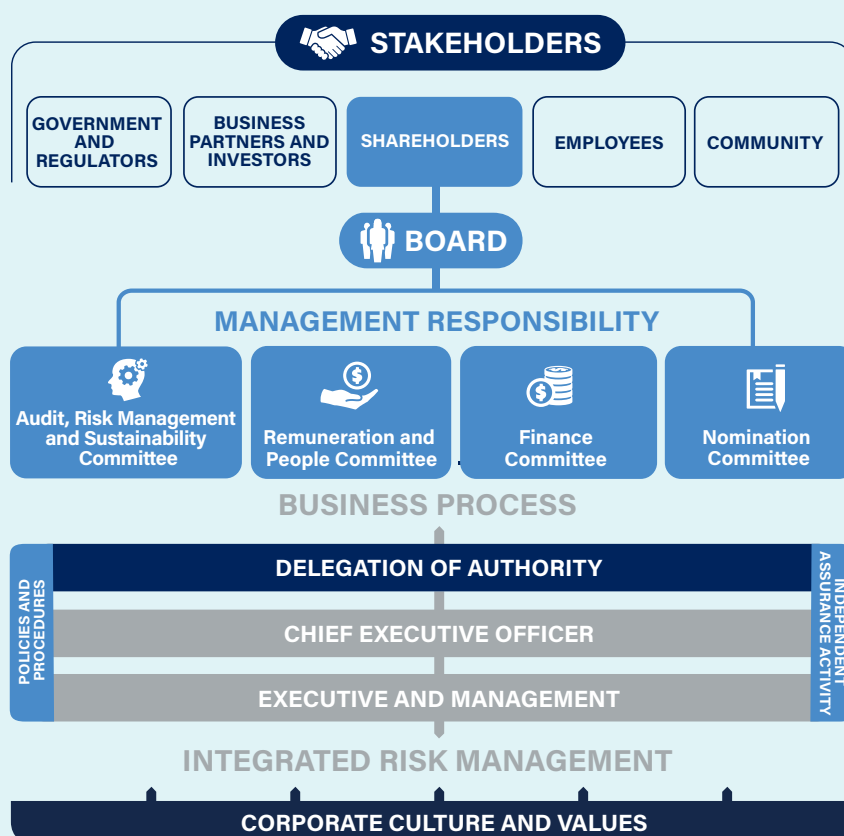 STAKEHOLDERS
GOVERNMENT
AND
REGULATORS
BUSINESS
PARTNERS AND
INVESTORS
SHAREHOLDERS
EMPLOYEES
COMMUNITY
BOARD
MANAGEMENT RESPONSIBILITY
Audit, Risk Management
and Sustainability
Committee
$
Remuneration and
People Committee
$
Finance
Committee
Nomination
Committee
BUSINESS PROCESS
POLICIES AND
PROCEDURES
DELEGATION OF AUTHORITY
CHIEF EXECUTIVE OFFICER
EXECUTIVE AND MANAGEMENT
INDEPENDENT
ASSURANCE ACTIVITY
INTEGRATED RISK MANAGEMENT
CORPORATE CULTURE AND VALUES